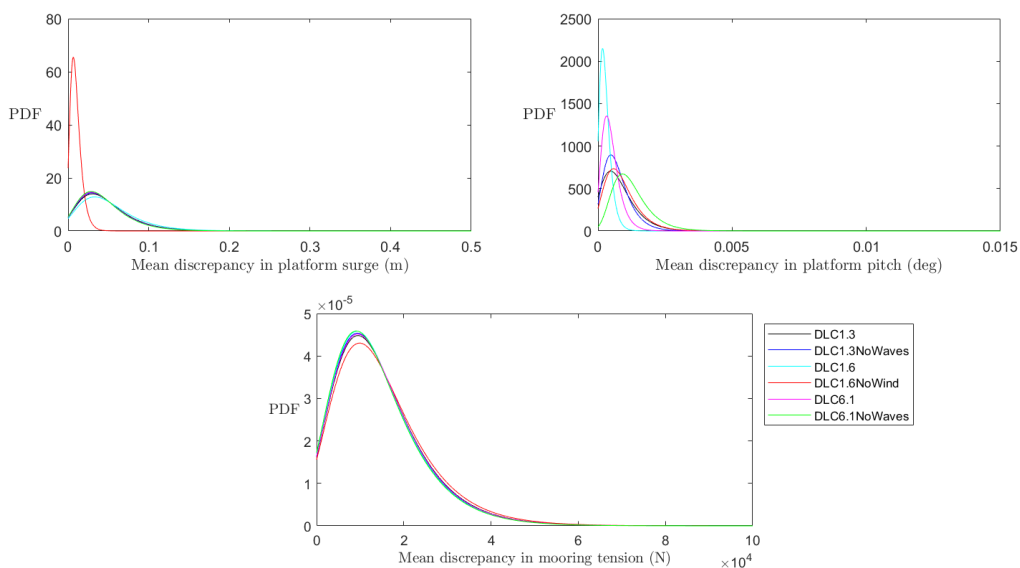 80
60
40
20
0
PDF
0 0.1 0.2 0.3 0.4 0.5
Mean discrepancy in platform surge (m)
2500
2000
1500
1000
500
0
PDF
0 0.005 0.01 0.015
Mean discrepancy in platform pitch (deg)
×10⁻⁵
5
4
3
2
1
0
PDF
0 2 4 6 8 10
Mean discrepancy in mooring tension (N)
×10⁴
DLC1.3
DLC1.3NoWaves
DLC1.6
DLC1.6NoWind
DLC6.1
DLC6.1NoWaves